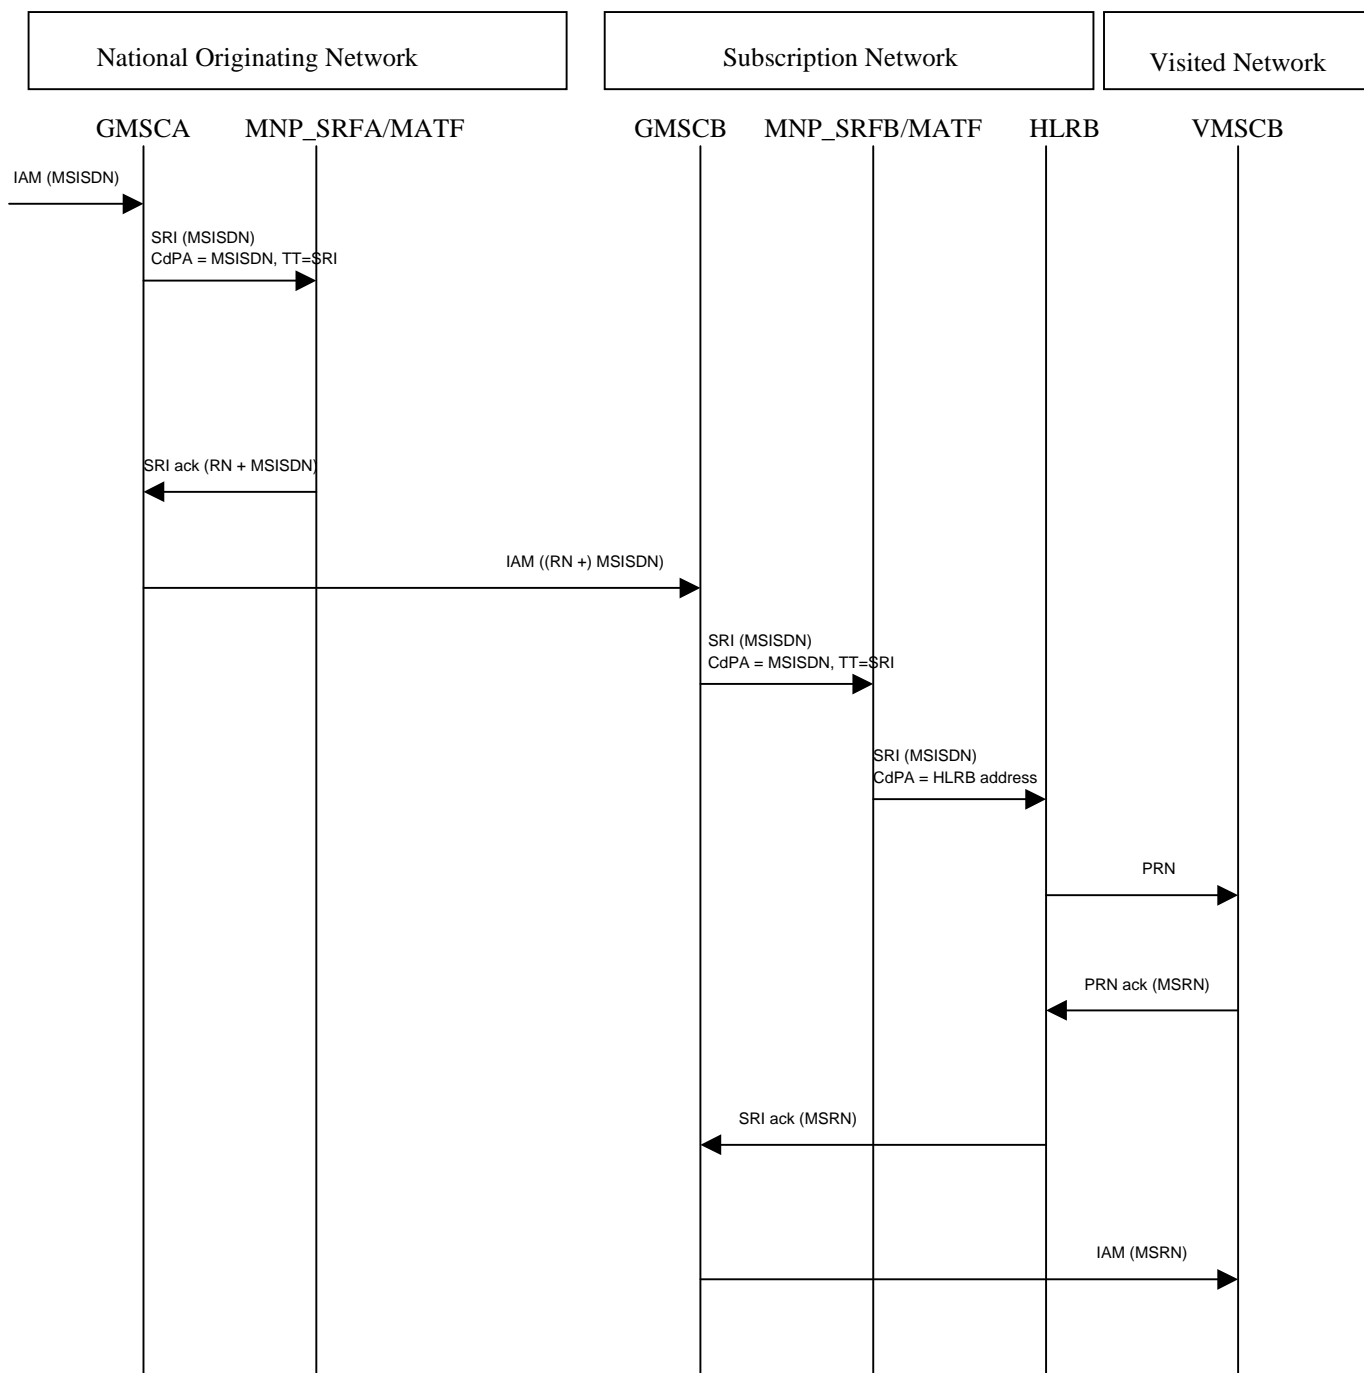 National Originating Network
Subscription Network
Visited Network
GMSCA
MNP_SRFA/MATF
GMSCB
MNP_SRFB/MATF
HLRB
VMSCB
IAM (MSISDN)
SRI (MSISDN)
CdPA = MSISDN, TT=SRI
SRI ack (RN + MSISDN)
IAM ((RN +) MSISDN)
SRI (MSISDN)
CdPA = MSISDN, TT=SRI
SRI (MSISDN)
CdPA = HLRB address
PRN
PRN ack (MSRN)
SRI ack (MSRN)
IAM (MSRN)